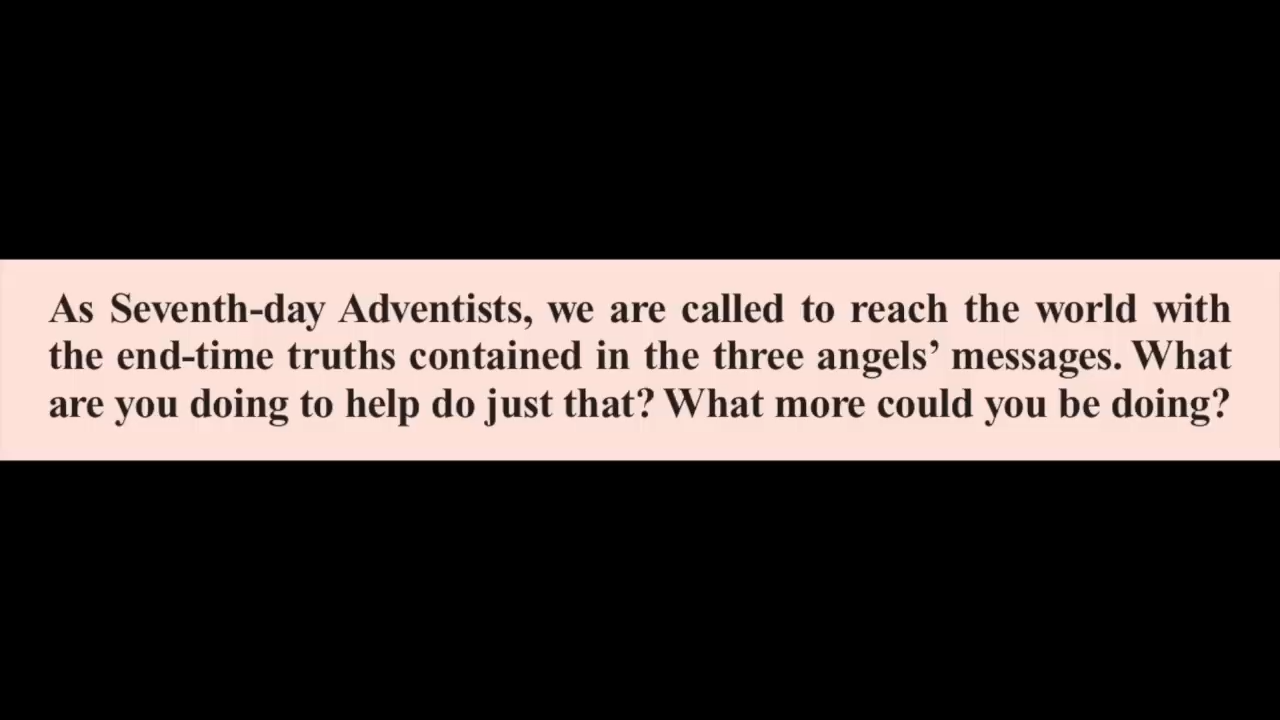 As Seventh-day Adventists, we are called to reach the world with
the end-time truths contained in the three angels’ messages. What
are you doing to help do just that? What more could you be doing?